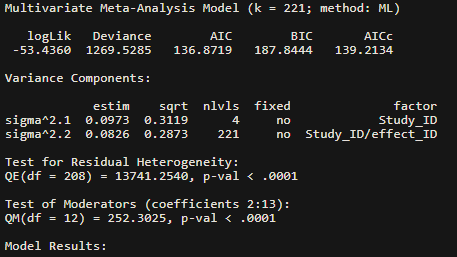 Multivariate Meta-Analysis Model (k = 221; method: ML)
logLik Deviance AIC BIC AICc
-53.4360 1269.5285 136.8719 187.8444 139.2134
Variance Components:
estim sqrt nlvls fixed factor
sigma^2.1 0.0973 0.3119 4 no Study_ID
sigma^2.2 0.0826 0.2873 221 no Study_ID/effect_ID
Test for Residual Heterogeneity:
QE(df = 208) = 13741.2540, p-val < .0001
Test of Moderators (coefficients 2:13):
QM(df = 12) = 252.3025, p-val < .0001
Model Results: